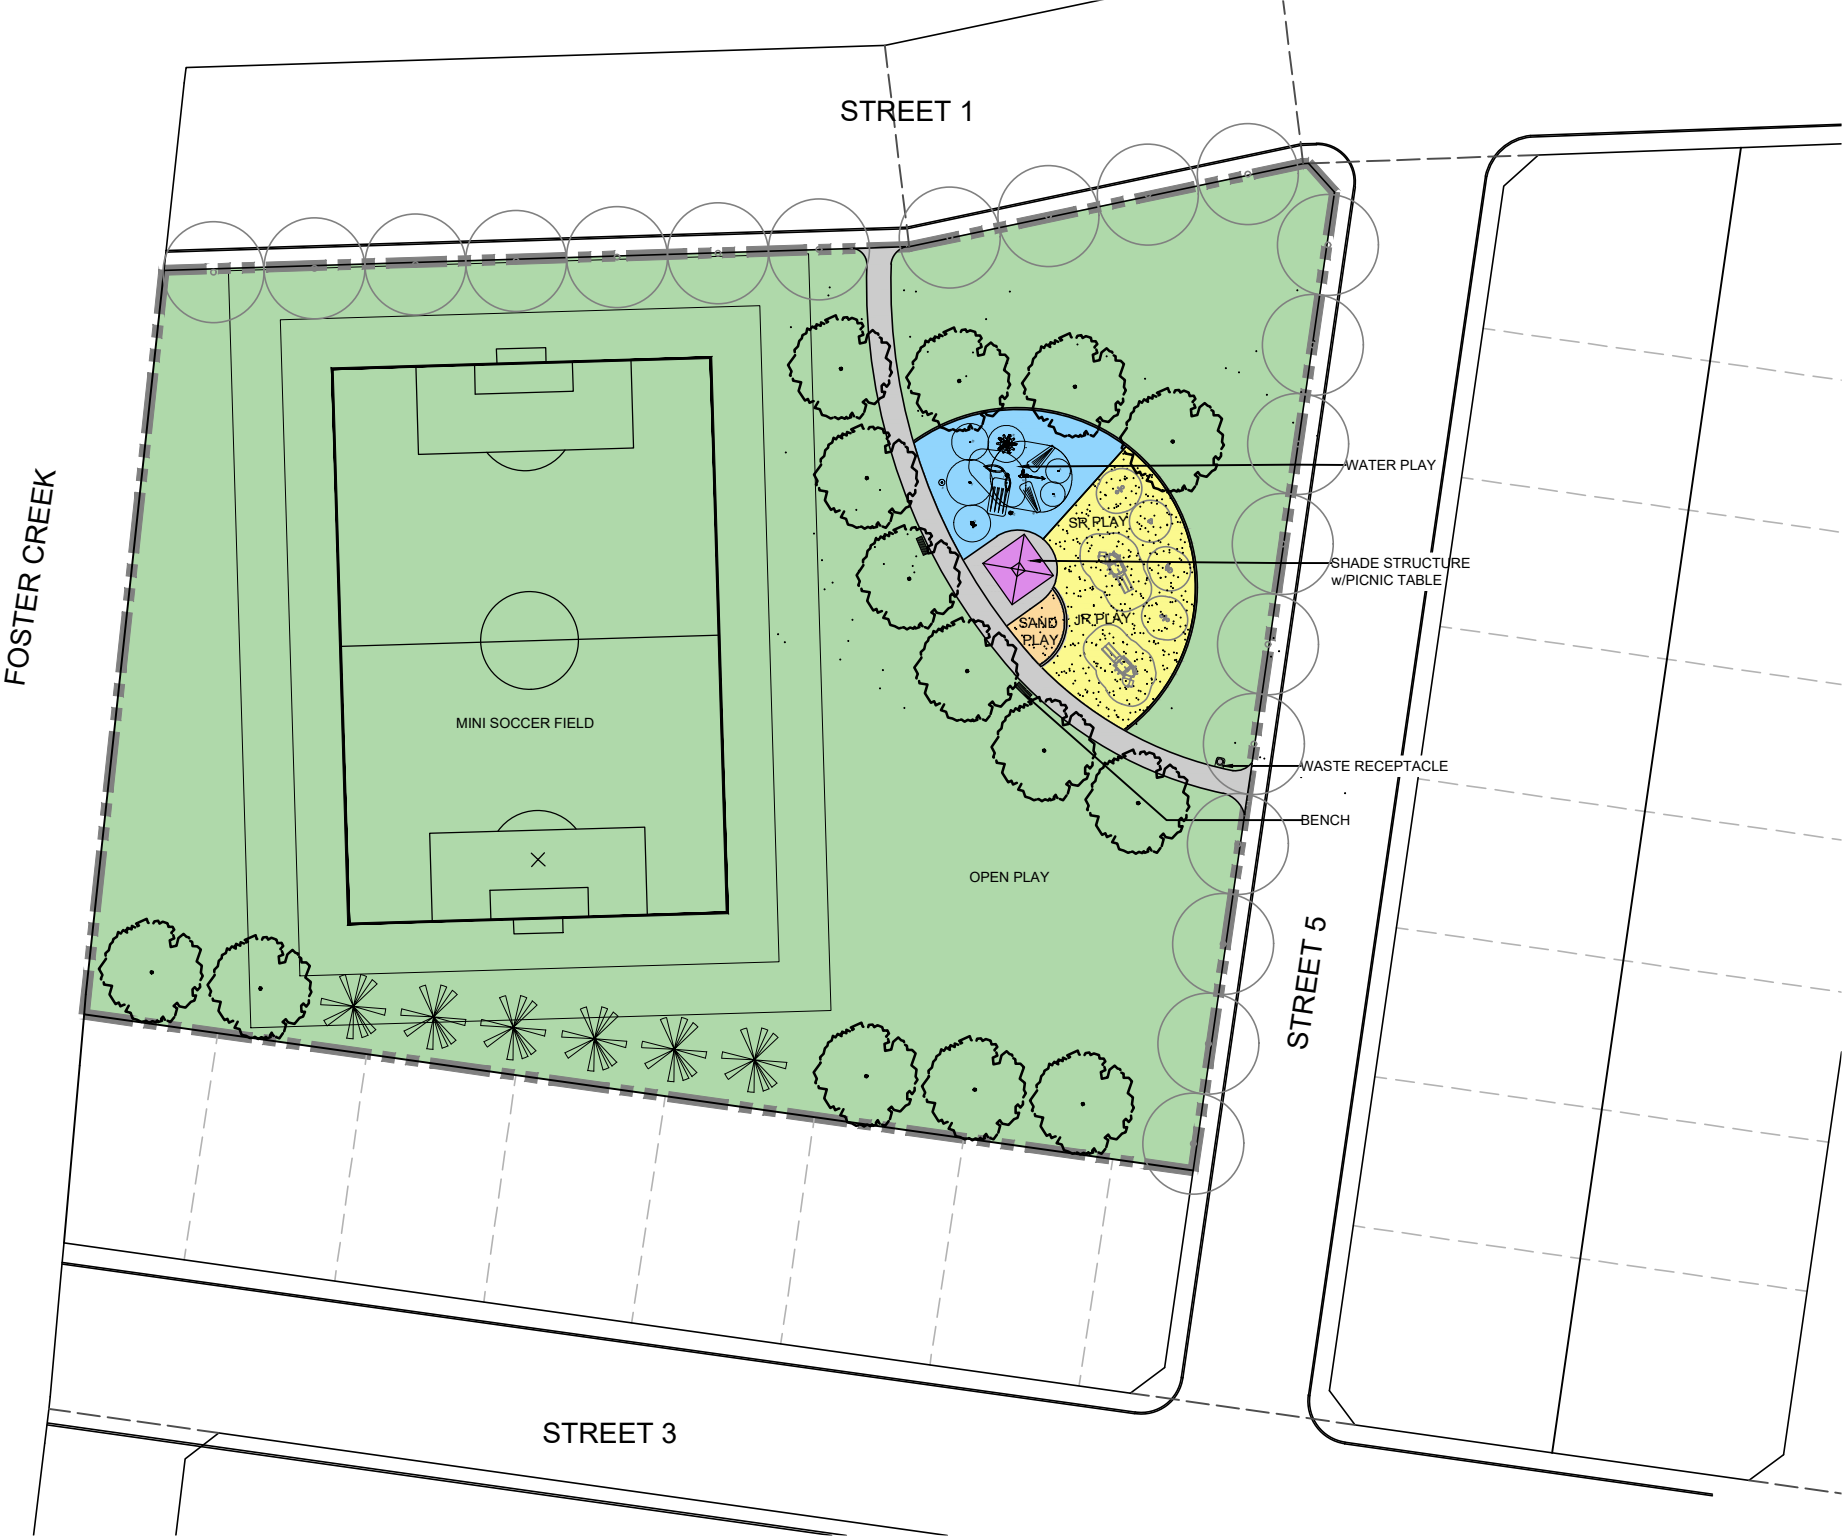 STREET 1
FOSTER CREEK
WATER PLAY
SR PLAY
SHADE STRUCTURE
w/PICNIC TABLE
SAND
PLAY
JR PLAY
MINI SOCCER FIELD
WASTE RECEPTACLE
BENCH
OPEN PLAY
STREET 5
STREET 3